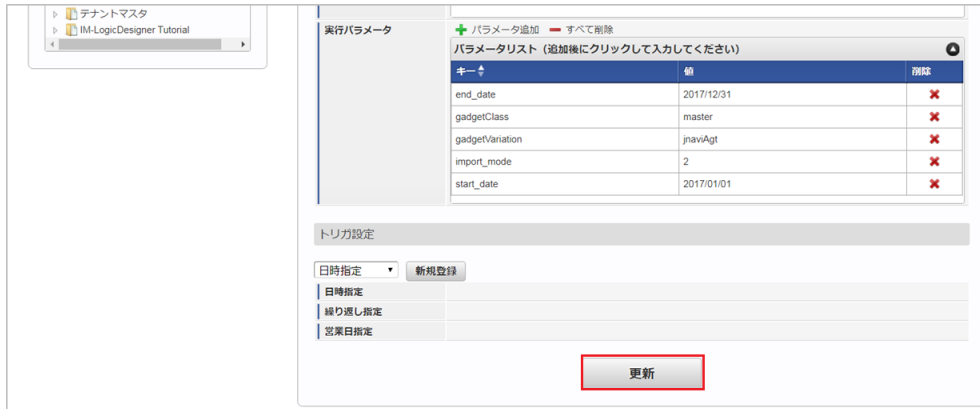 テナントマスタ
IM-LogicDesigner Tutorial
実行パラメータ
パラメータ追加 すべて削除
パラメータリスト（追加後にクリックして入力してください）
キー 値 削除
end_date 2017/12/31
gadgetClass master
gadgetVariation jnaviAgt
import_mode 2
start_date 2017/01/01
トリガ設定
日時指定 新規登録
日時指定
繰り返し指定
営業日指定
更新